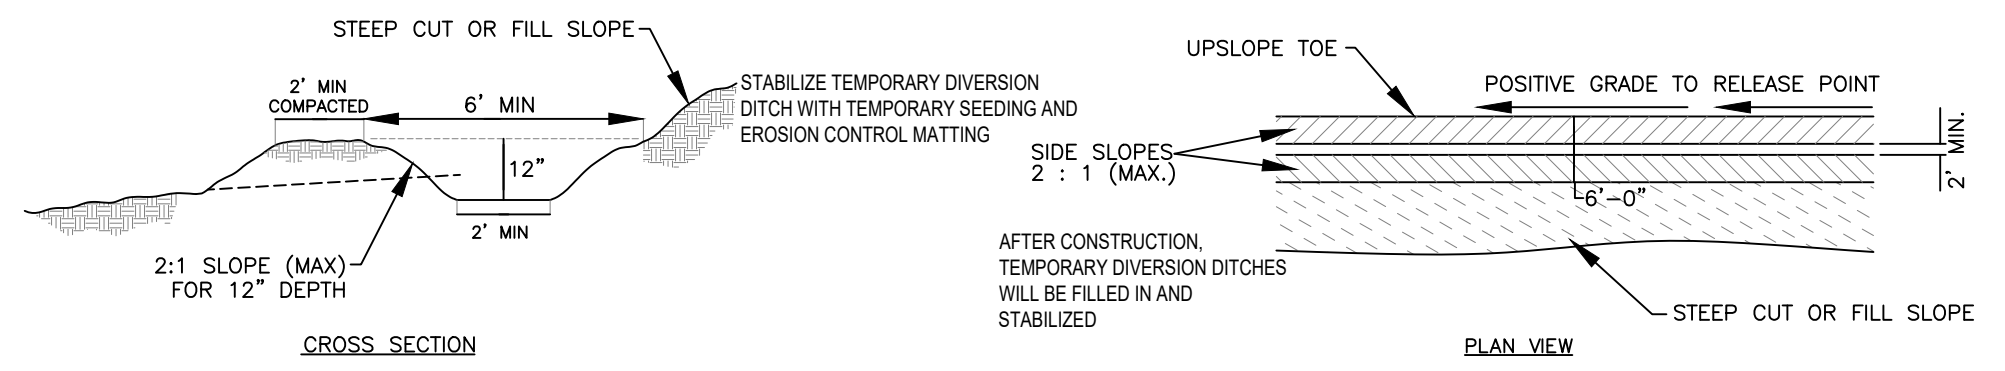 STEEP CUT OR FILL SLOPE
2' MIN
COMPACTED
6' MIN
STABILIZE TEMPORARY DIVERSION
DITCH WITH TEMPORARY SEEDING AND
EROSION CONTROL MATTING
12"
2' MIN
2:1 SLOPE (MAX)
FOR 12" DEPTH
CROSS SECTION
UPSLOPE TOE
POSITIVE GRADE TO RELEASE POINT
SIDE SLOPES
2 : 1 (MAX.)
2' MIN.
6'-0"
AFTER CONSTRUCTION,
TEMPORARY DIVERSION DITCHES
WILL BE FILLED IN AND
STABILIZED
STEEP CUT OR FILL SLOPE
PLAN VIEW